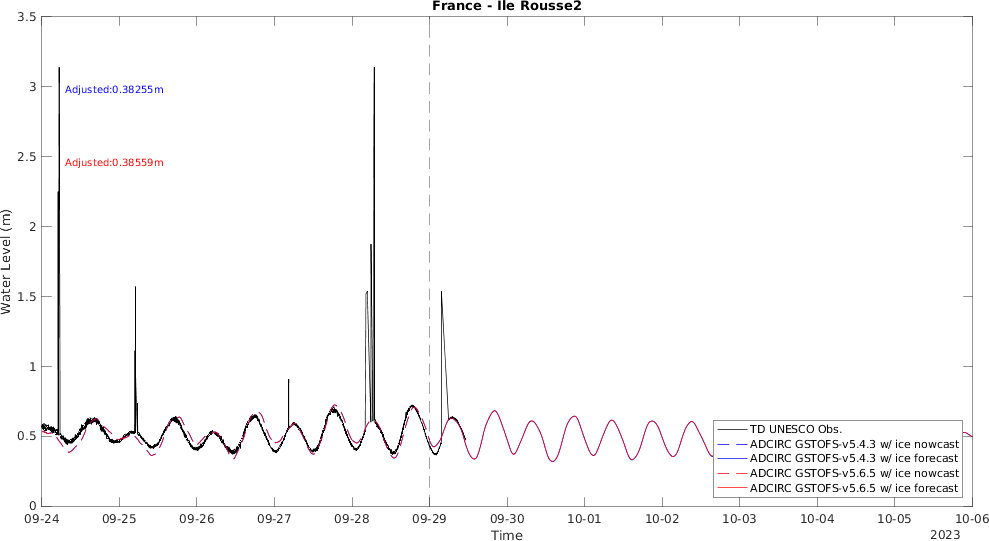 France - Ile Rousse2
3.5
3
2.5
2
1.5
1
0.5
0
Water Level (m)
Adjusted:0.38255m
Adjusted:0.38559m
TD UNESCO Obs.
ADCIRC GSTOFS-v5.4.3 w/ ice nowcast
ADCIRC GSTOFS-v5.4.3 w/ ice forecast
ADCIRC GSTOFS-v5.6.5 w/ ice nowcast
ADCIRC GSTOFS-v5.6.5 w/ ice forecast
09-24 09-25 09-26 09-27 09-28 09-29 09-30 10-01 10-02 10-03 10-04 10-05 10-06
Time
2023